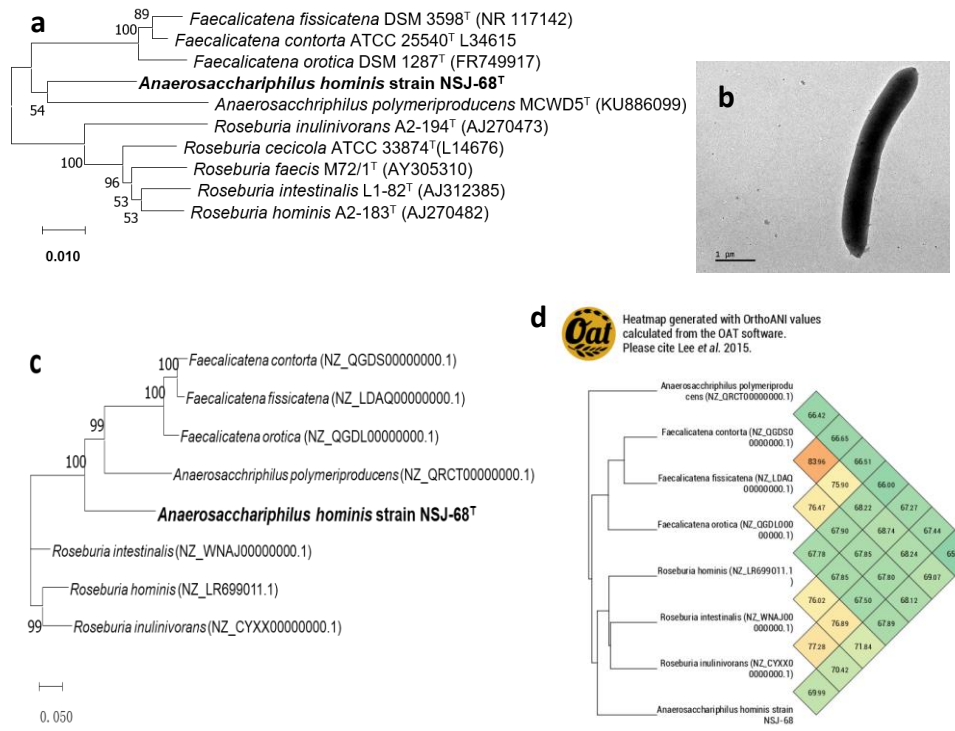 a
89
Faecalicatena fissicatena DSM 3598ᵀ (NR 117142)
100
Faecalicatena contorta ATCC 25540ᵀ L34615
Faecalicatena orotica DSM 1287ᵀ (FR749917)
Anaerosacchariphilus hominis strain NSJ-68ᵀ
54
Anaerosacchriphilus polymeriproducens MCWD5ᵀ (KU886099)
Roseburia inulinivorans A2-194ᵀ (AJ270473)
100
Roseburia cecicola ATCC 33874ᵀ(L14676)
96
Roseburia faecis M72/1ᵀ (AY305310)
53
Roseburia intestinalis L1-82ᵀ (AJ312385)
53
Roseburia hominis A2-183ᵀ (AJ270482)
0.010
b
1 µm
c
100
Faecalicatena contorta (NZ_QGDS00000000.1)
100
Faecalicatena fissicatena (NZ_LDAQ00000000.1)
99
Faecalicatena orotica (NZ_QGDL00000000.1)
100
Anaerosacchriphilus polymeriproducens (NZ_QRCT00000000.1)
Anaerosacchariphilus hominis strain NSJ-68ᵀ
Roseburia intestinalis (NZ_WNAJ00000000.1)
Roseburia hominis (NZ_LR699011.1)
99
Roseburia inulinivorans (NZ_CYXX00000000.1)
0.050
d
Oat
Heatmap generated with OrthoANI values
calculated from the OAT software.
Please cite Lee et al. 2015.
Anaerosacchriphilus polymeriprodu
cens (NZ_QRCT00000000.1)
Faecalicatena contorta (NZ_QGDS0
0000000.1)
Faecalicatena fissicatena (NZ_LDAQ
00000000.1)
Faecalicatena orotica (NZ_QGDL000
00000.1)
Roseburia hominis (NZ_LR699011.1
)
Roseburia intestinalis (NZ_WNAJ00
000000.1)
Roseburia inulinivorans (NZ_CYXX0
0000000.1)
Anaerosacchariphilus hominis strain
NSJ-68
66.42
66.65
83.96 66.51
75.90 66.00
76.47 68.22 67.27
67.90 68.74 67.44
67.78 67.85 68.24 65
67.85 67.80 69.07
76.02 67.50 68.12
76.89 67.89
77.28 71.84
70.42
69.99